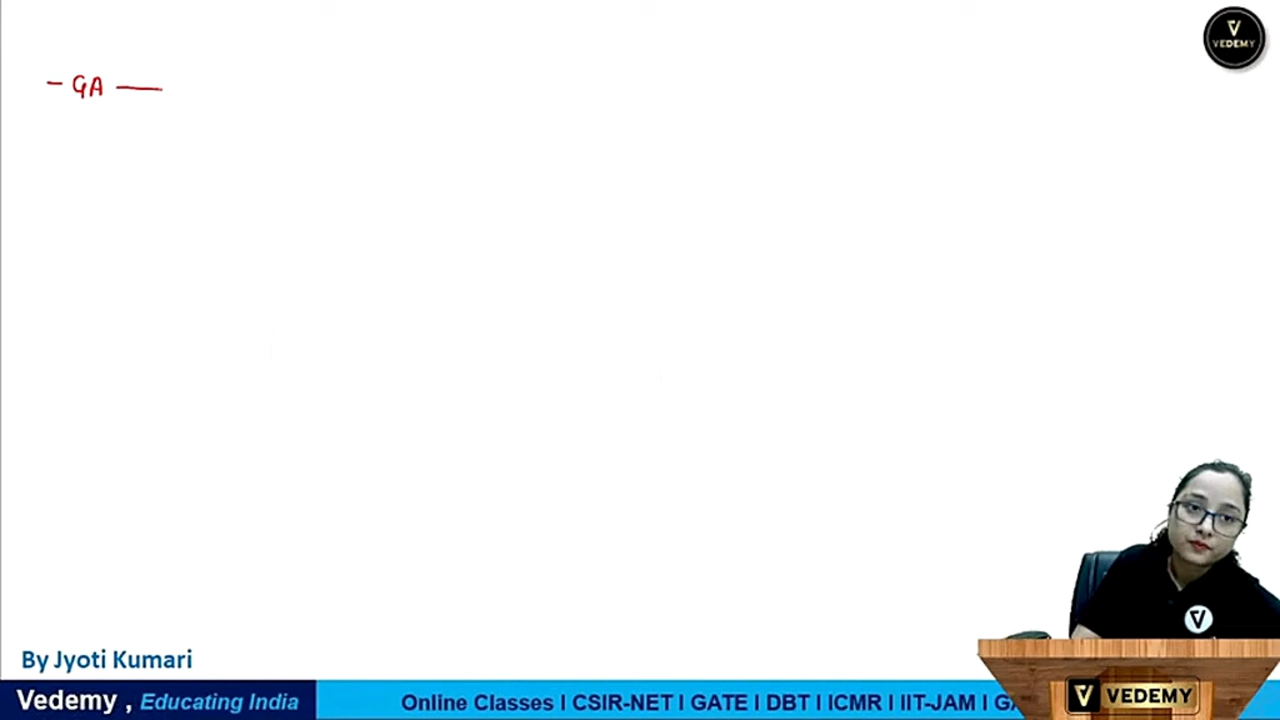 VEDEMY
- GA —
By Jyoti Kumari
Vedemy , Educating India
Online Classes I CSIR-NET I GATE I DBT I ICMR I IIT-JAM I GA
VEDEMY